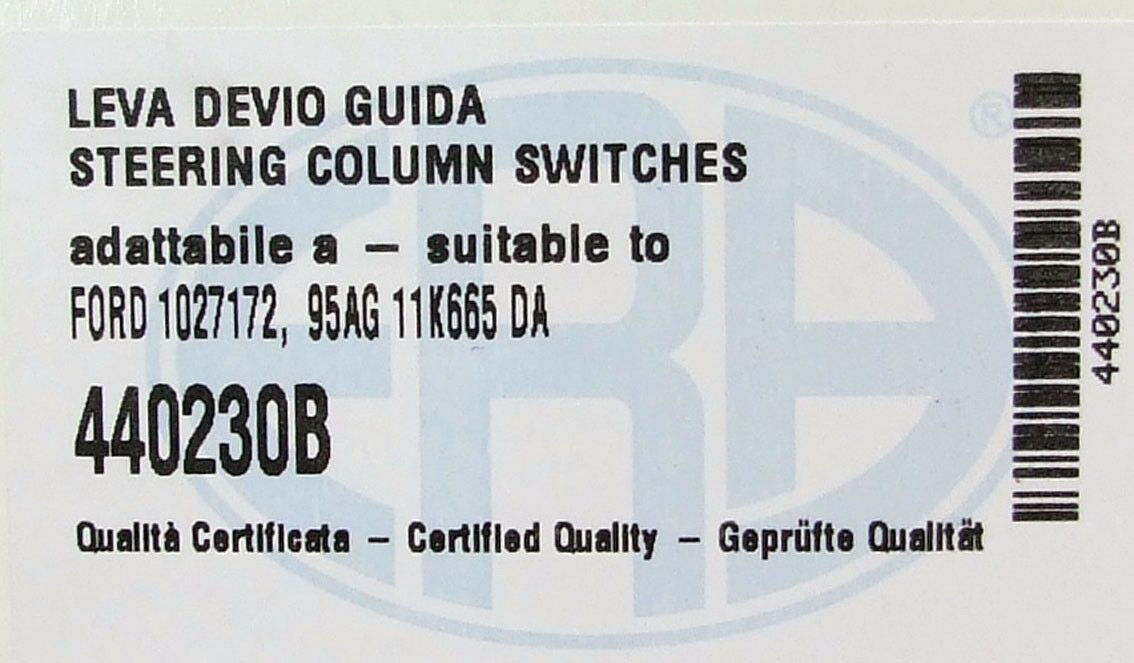 LEVA DEVIO GUIDA
STEERING COLUMN SWITCHES
adattabile a – suitable to
FORD 1027172, 95AG 11K665 DA
440230B
Qualità Certificata – Certified Quality – Geprüfte Qualität
ERA
®
440230B